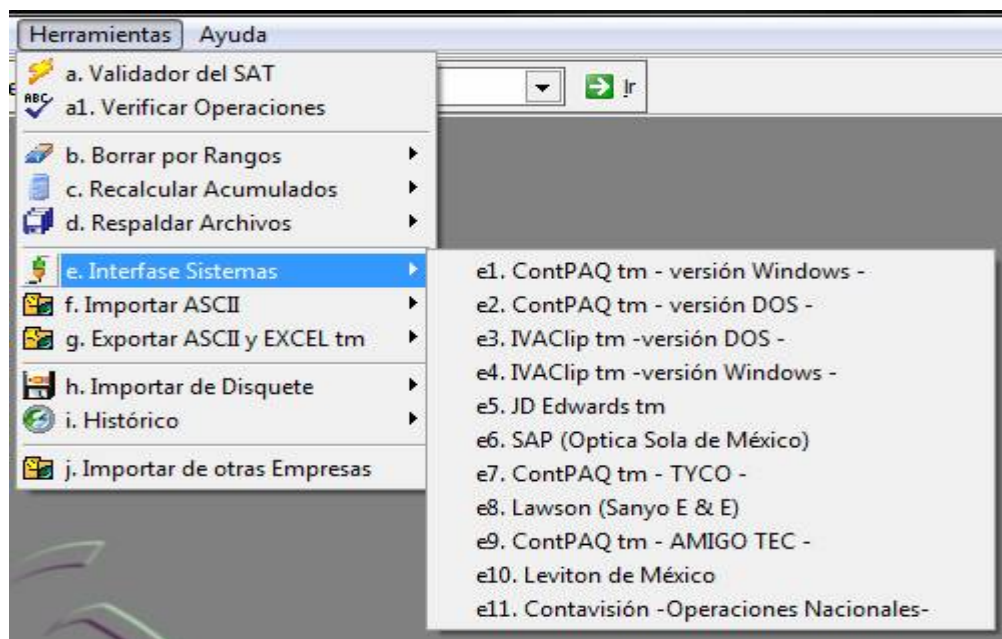 Herramientas Ayuda
a. Validador del SAT
Ir
ABC
a1. Verificar Operaciones
b. Borrar por Rangos
c. Recalcular Acumulados
d. Respaldar Archivos
e. Interfase Sistemas
f. Importar ASCII
g. Exportar ASCII y EXCEL tm
h. Importar de Disquete
i. Histórico
j. Importar de otras Empresas
e1. ContPAQ tm - versión Windows -
e2. ContPAQ tm - versión DOS -
e3. IVAClip tm -versión DOS -
e4. IVAClip tm -versión Windows -
e5. JD Edwards tm
e6. SAP (Optica Sola de México)
e7. ContPAQ tm - TYCO -
e8. Lawson (Sanyo E & E)
e9. ContPAQ tm - AMIGO TEC -
e10. Leviton de México
e11. Contavisión -Operaciones Nacionales-